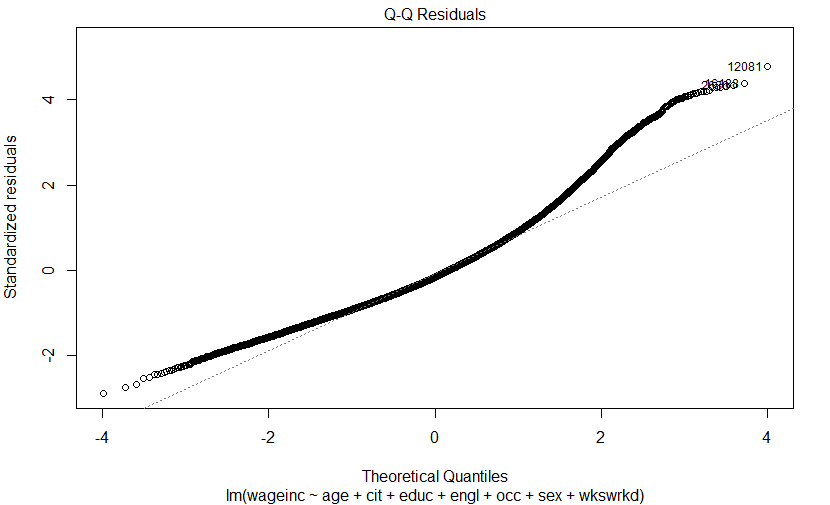 Q-Q Residuals
12081
4
2
0
-2
Standardized residuals
-4
-2
0
2
4
Theoretical Quantiles
lm(wageinc ~ age + cit + educ + engl + occ + sex + wkswrkd)